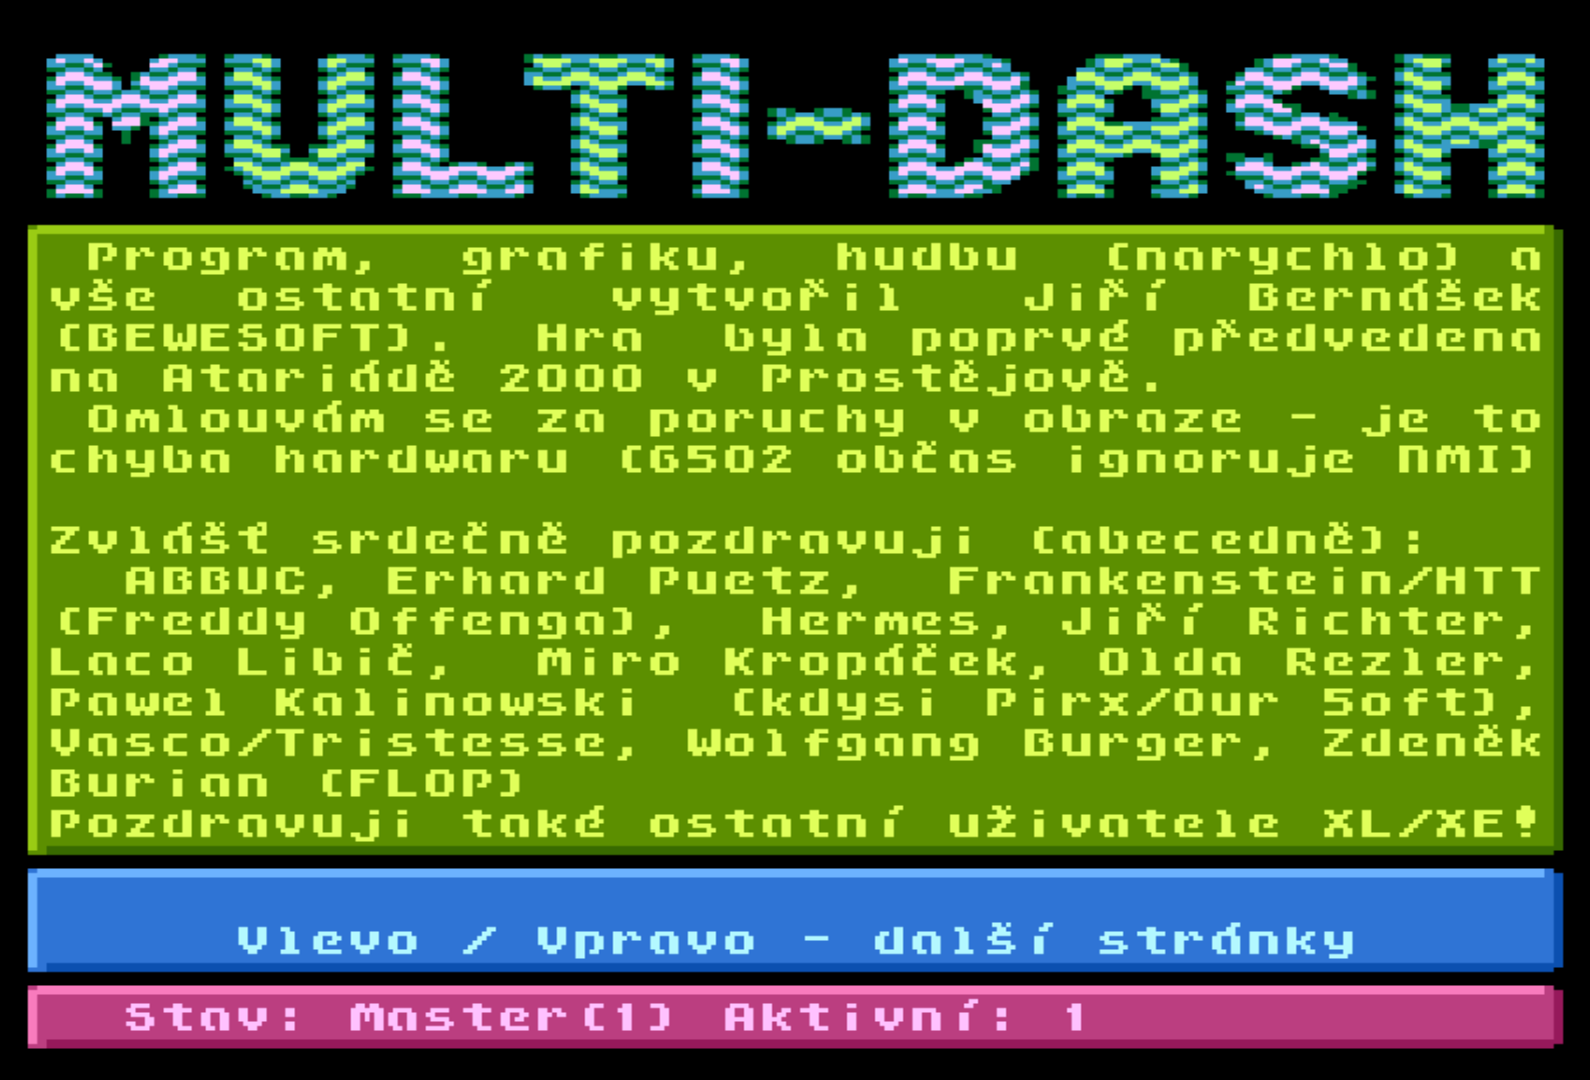 MULTI-DASH
Program, grafiku, hudbu (narychlo) a
vše ostatní vytvořil Jiří Bernášek
(BEWESOFT). Hra byla poprvé předvedena
na Atariádě 2000 v Prostějově.
Omlouvám se za poruchy v obraze - je to
chyba hardwaru (6502 občas ignoruje NMI)
Zvlášť srdečně pozdravuji (abecedně):
ABBUC, Erhard Puetz, Frankenstein/HTT
(Freddy Offenga), Hermes, Jiří Richter,
Laco Libič, Miro Kropáček, Olda Rezler,
Pawel Kalinowski (kdysi Pirx/Our Soft),
Vasco/Tristesse, Wolfgang Burger, Zdeněk
Burian (FLOP)
Pozdravuji také ostatní uživatele XL/XE!
Vlevo / Vpravo - další stránky
Stav: Master(1) Aktivní: 1